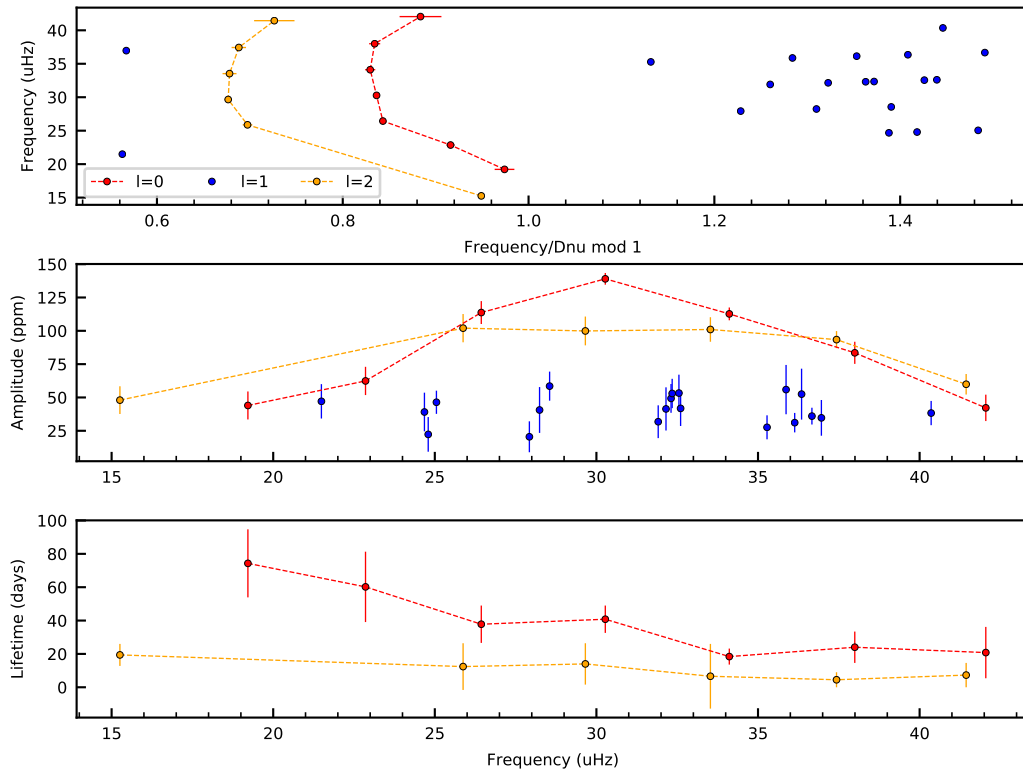 40
35
30
25
20
15
Frequency (uHz)
l=0 l=1 l=2
0.6 0.8 1.0 1.2 1.4
Frequency/Dnu mod 1
150
125
100
75
50
25
Amplitude (ppm)
15 20 25 30 35 40
100
80
60
40
20
0
Lifetime (days)
15 20 25 30 35 40
Frequency (uHz)